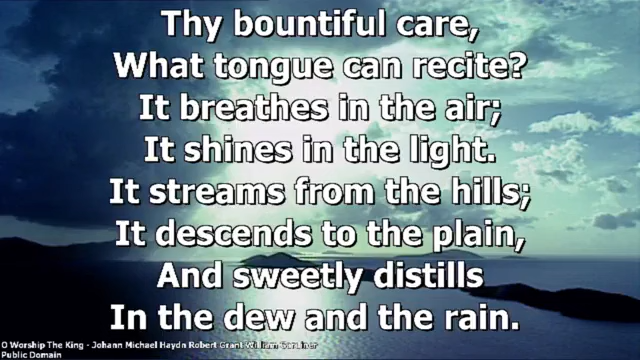 Thy bountiful care,
What tongue can recite?
It breathes in the air;
It shines in the light.
It streams from the hills;
It descends to the plain,
And sweetly distills
In the dew and the rain.
O Worship The King - Johann Michael Haydn Robert Grant William Gardiner
Public Domain